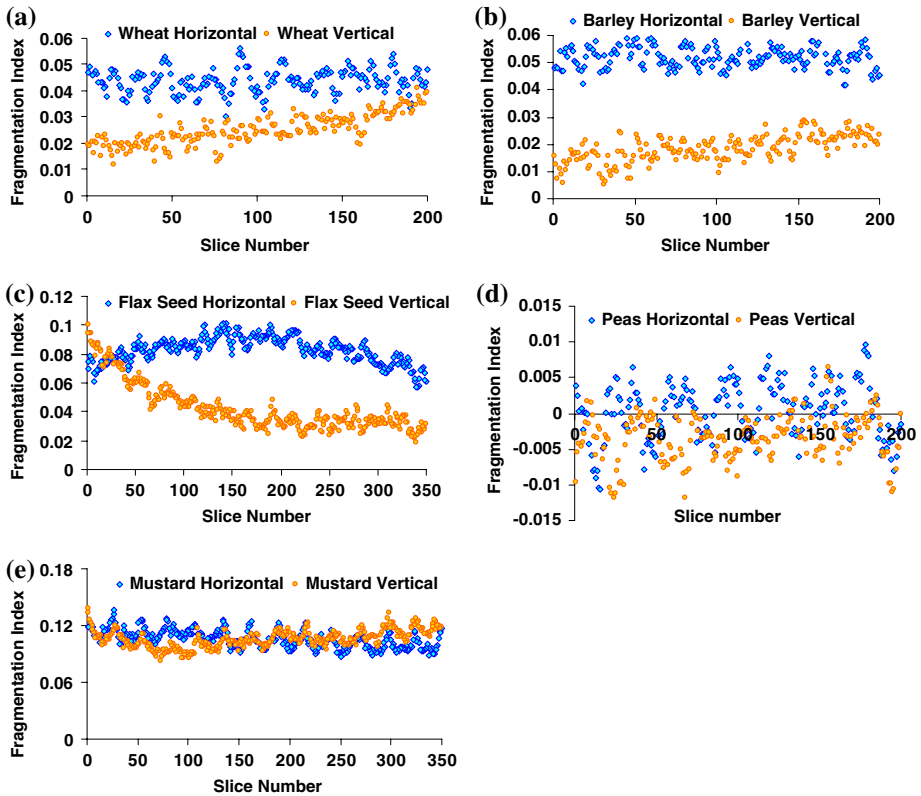 (a)
Wheat Horizontal Wheat Vertical
Fragmentation Index
0.06
0.05
0.04
0.03
0.02
0.01
0
0 50 100 150 200
Slice Number
(b)
Barley Horizontal Barley Vertical
Fragmentation Index
0.06
0.05
0.04
0.03
0.02
0.01
0
0 50 100 150 200
Slice Number
(c)
Flax Seed Horizontal Flax Seed Vertical
Fragmentation Index
0.12
0.1
0.08
0.06
0.04
0.02
0
0 50 100 150 200 250 300 350
Slice Number
(d)
Peas Horizontal Peas Vertical
Fragmentation Index
0.015
0.01
0.005
0
-0.005
-0.01
-0.015
0 50 100 150 200
Slice number
(e)
Mustard Horizontal Mustard Vertical
Fragmentation Index
0.18
0.12
0.06
0
0 50 100 150 200 250 300 350
Slice Number